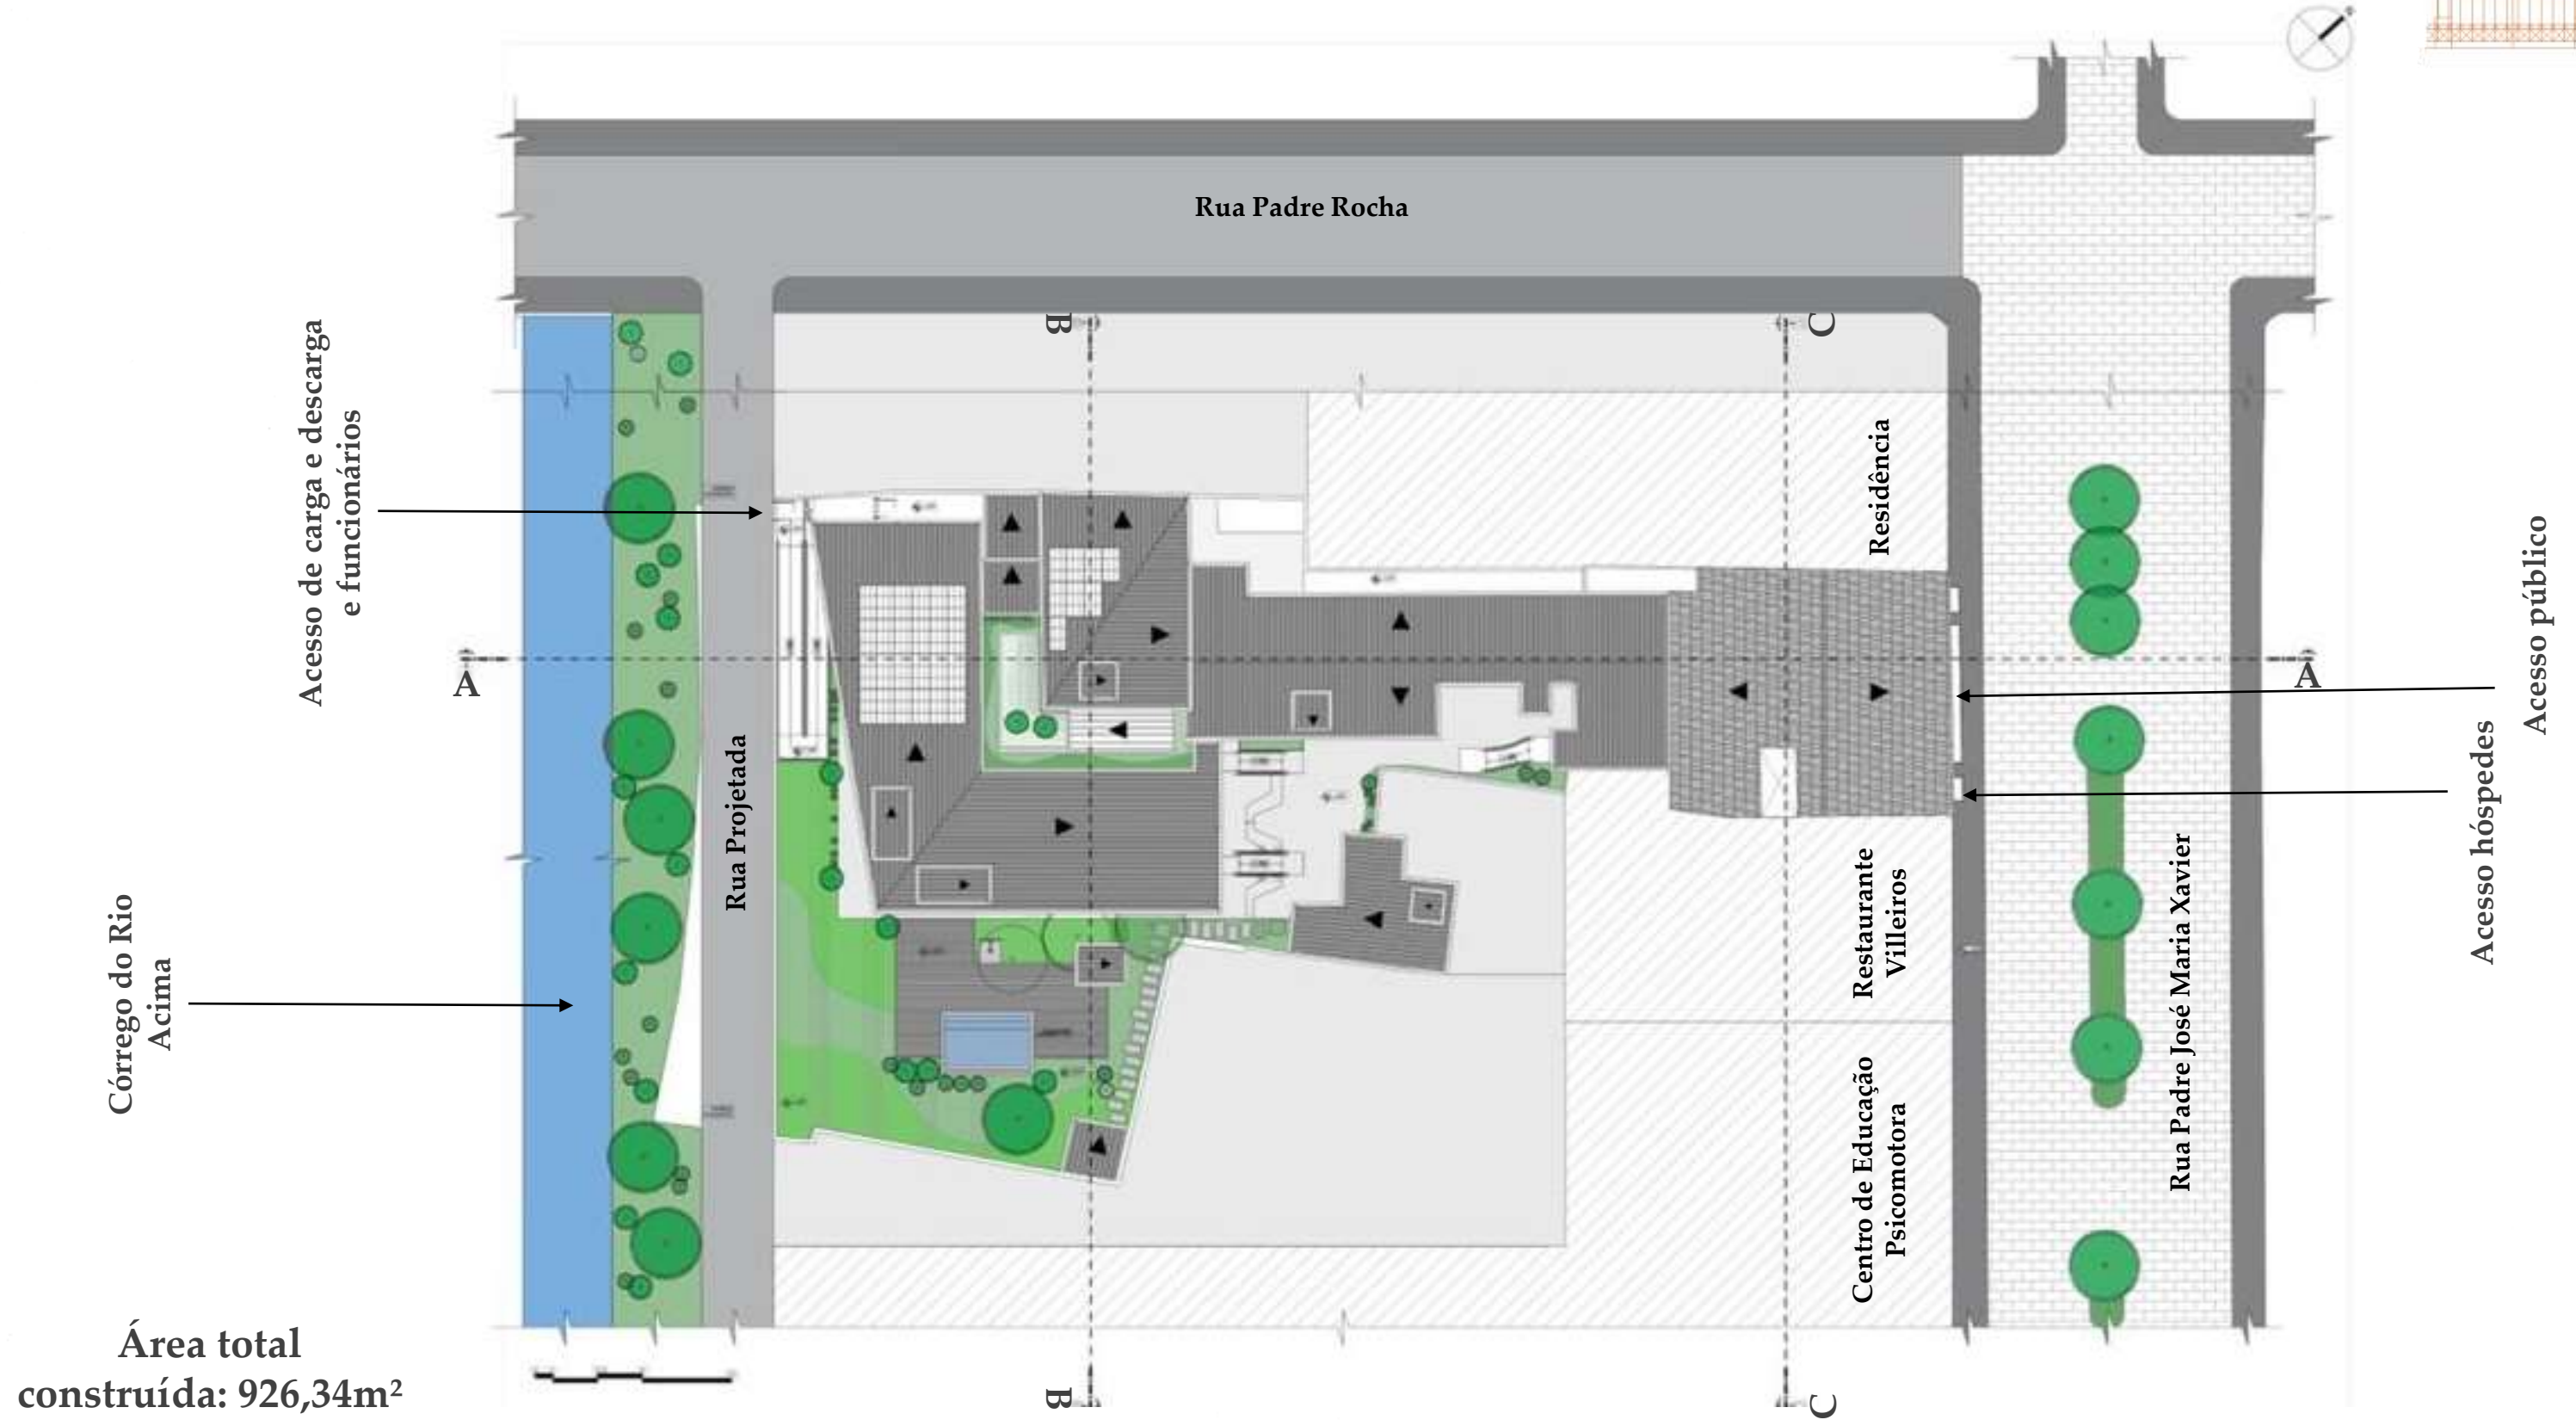 Rua Padre Rocha
B
C
Acesso de carga e descarga
e funcionários
Residência
Acesso público
A
A
Rua Projetada
Acesso hóspedes
Restaurante
Villeiros
Rua Padre José Maria Xavier
Córrego do Rio
Acima
Centro de Educação
Psicomotora
Área total
construída: 926,34m²
B
C